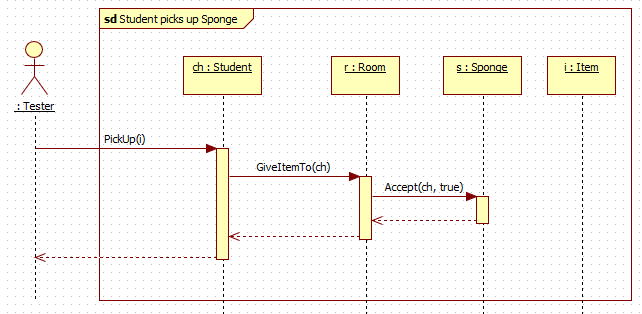 sd Student picks up Sponge
ch : Student
r : Room
s : Sponge
i : Item
: Tester
PickUp(i)
GiveItemTo(ch)
Accept(ch, true)